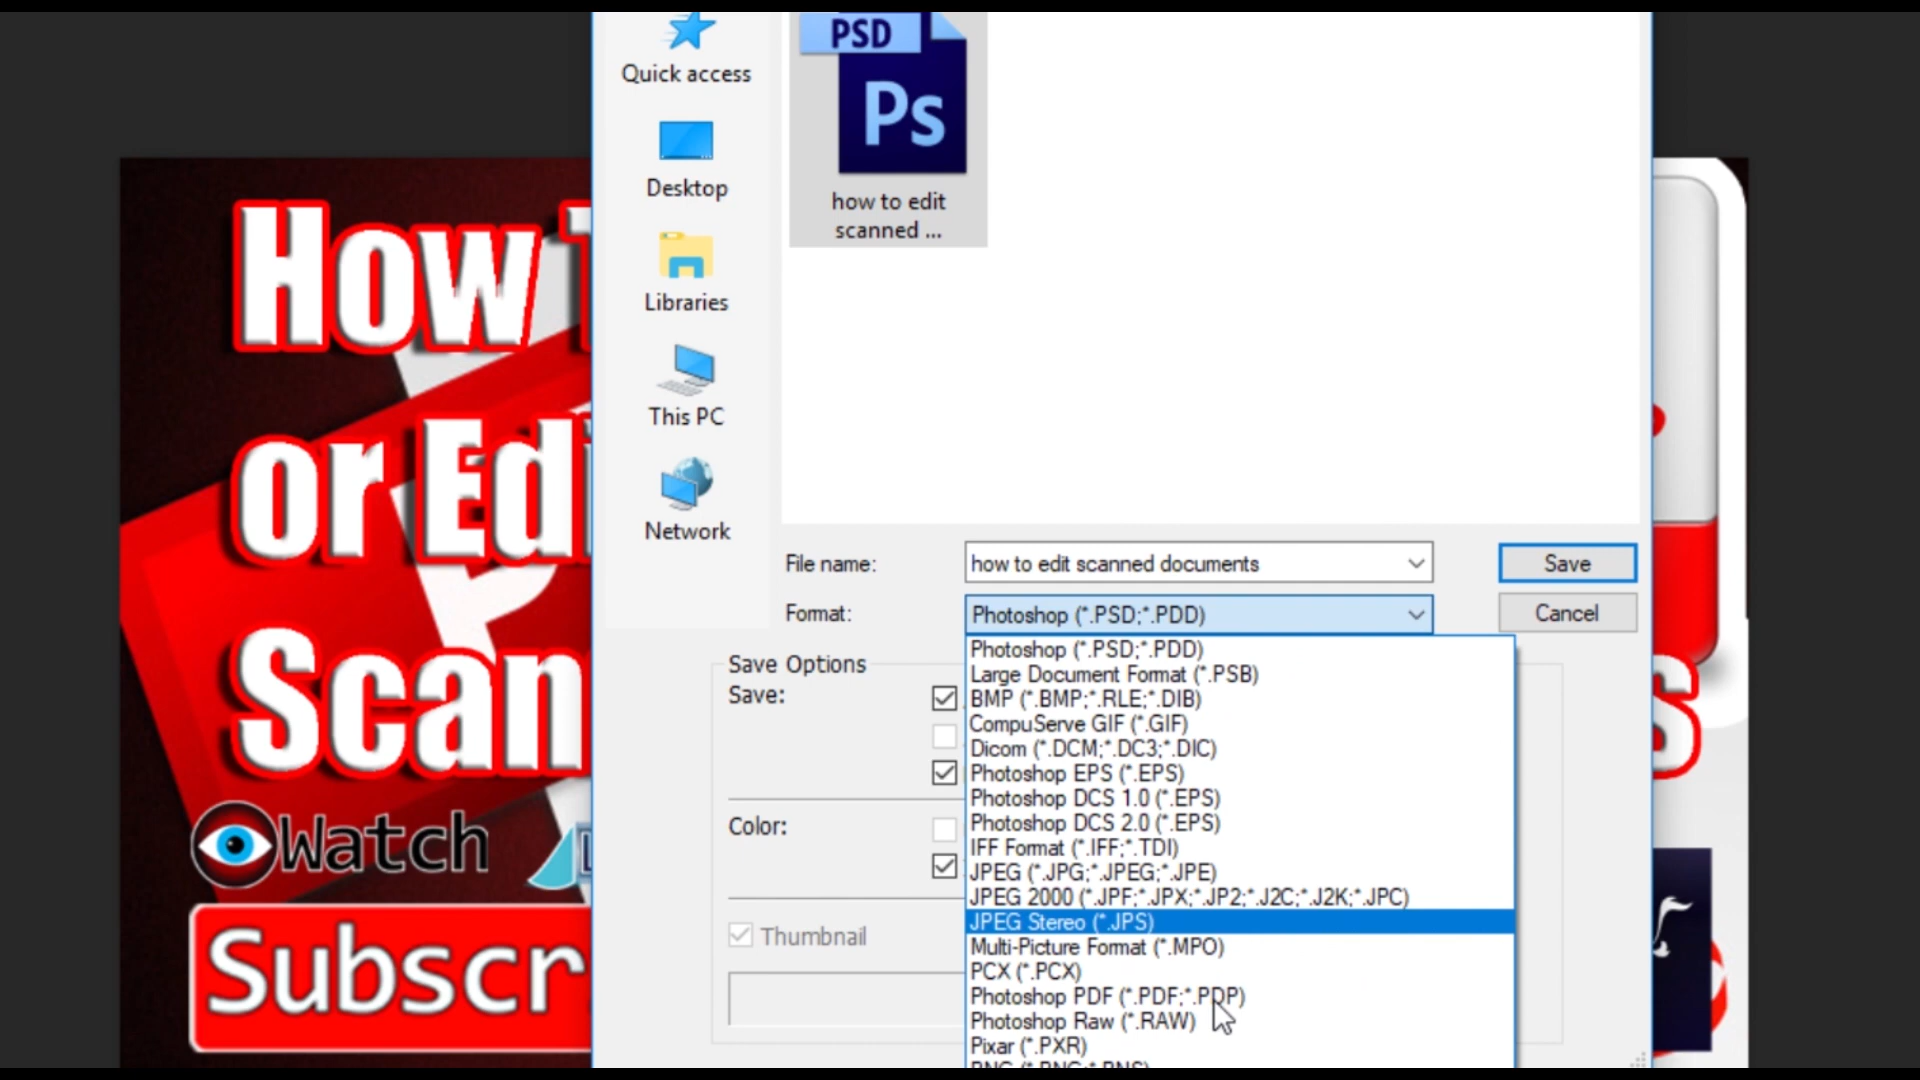 PSD
Ps
how to edit
scanned ...
Quick access
Desktop
Libraries
This PC
Network
How
or Edi
Scan
Watch
Subscr
S
File name:
how to edit scanned documents
Save
Format:
Photoshop (*.PSD;*.PDD)
Cancel
Photoshop (*.PSD;*.PDD)
Large Document Format (*.PSB)
BMP (*.BMP;*.RLE;*.DIB)
CompuServe GIF (*.GIF)
Dicom (*.DCM;*.DC3;*.DIC)
Photoshop EPS (*.EPS)
Photoshop DCS 1.0 (*.EPS)
Photoshop DCS 2.0 (*.EPS)
IFF Format (*.IFF;*.TDI)
JPEG (*.JPG;*.JPEG;*.JPE)
JPEG 2000 (*.JPF;*.JPX;*.JP2;*.J2C;*.J2K;*.JPC)
JPEG Stereo (*.JPS)
Multi-Picture Format (*.MPO)
PCX (*.PCX)
Photoshop PDF (*.PDF;*.PDP)
Photoshop Raw (*.RAW)
Pixar (*.PXR)
PNG (*.PNG;*.PNS)
Save Options
Save:
Color:
Thumbnail